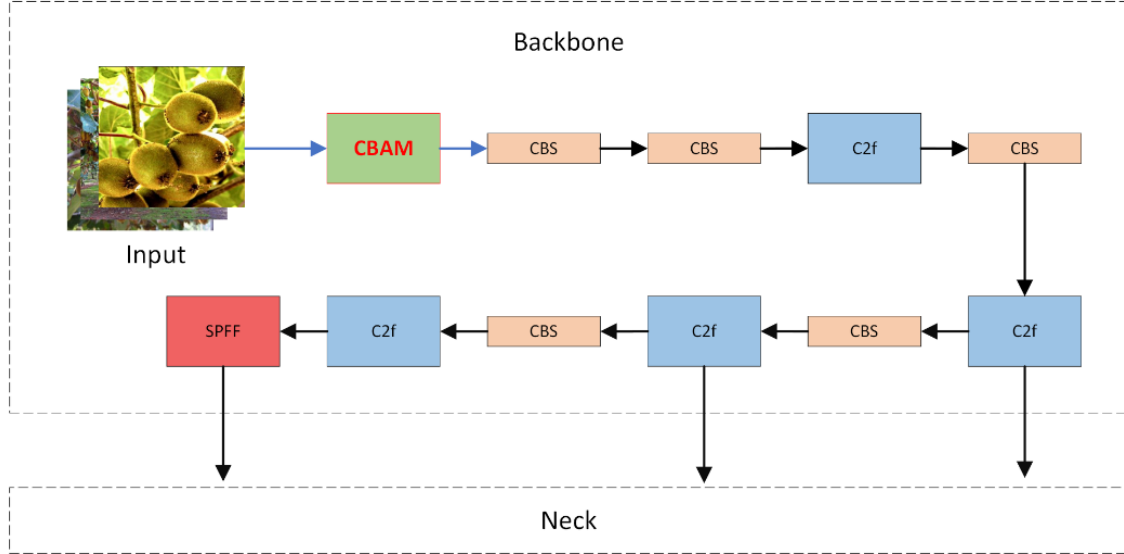 Backbone
CBAM
CBS
CBS
C2f
CBS
Input
SPFF
C2f
CBS
C2f
CBS
C2f
Neck